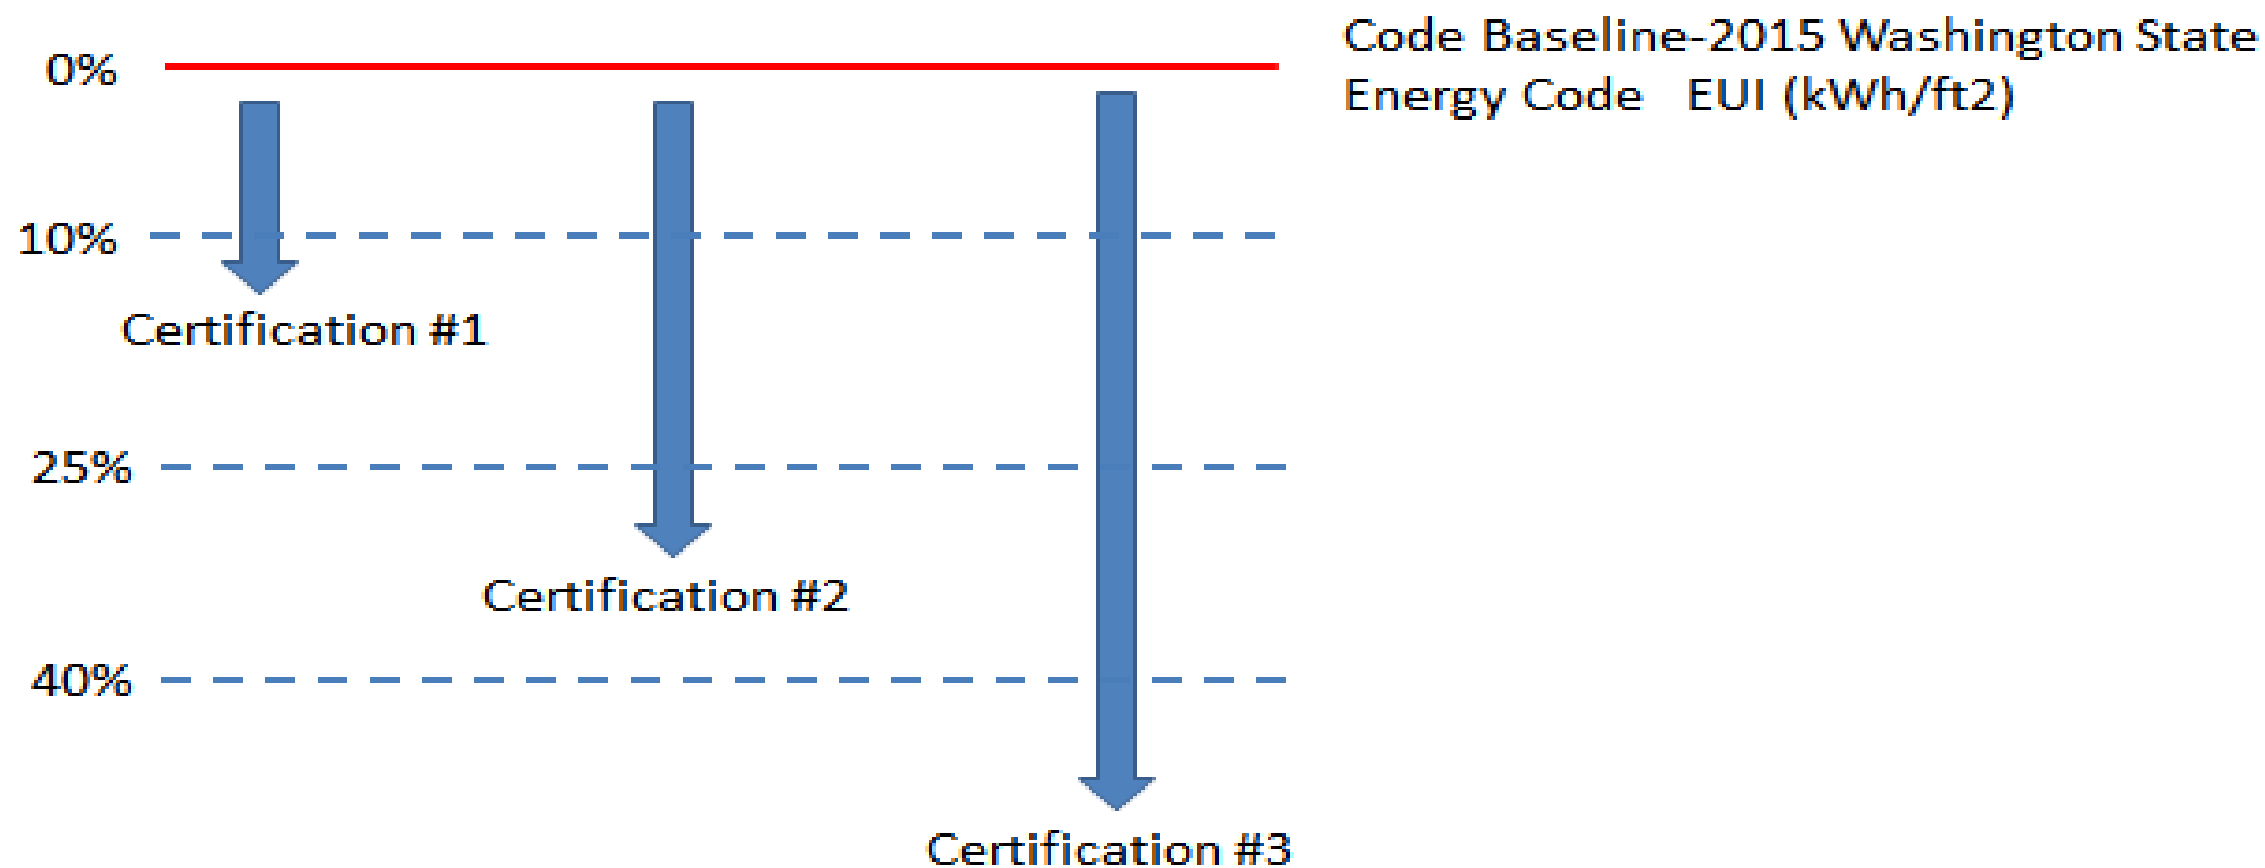 Code Baseline-2015 Washington State
Energy Code EUI (kWh/ft2)
0%
10%
Certification #1
25%
Certification #2
40%
Certification #3